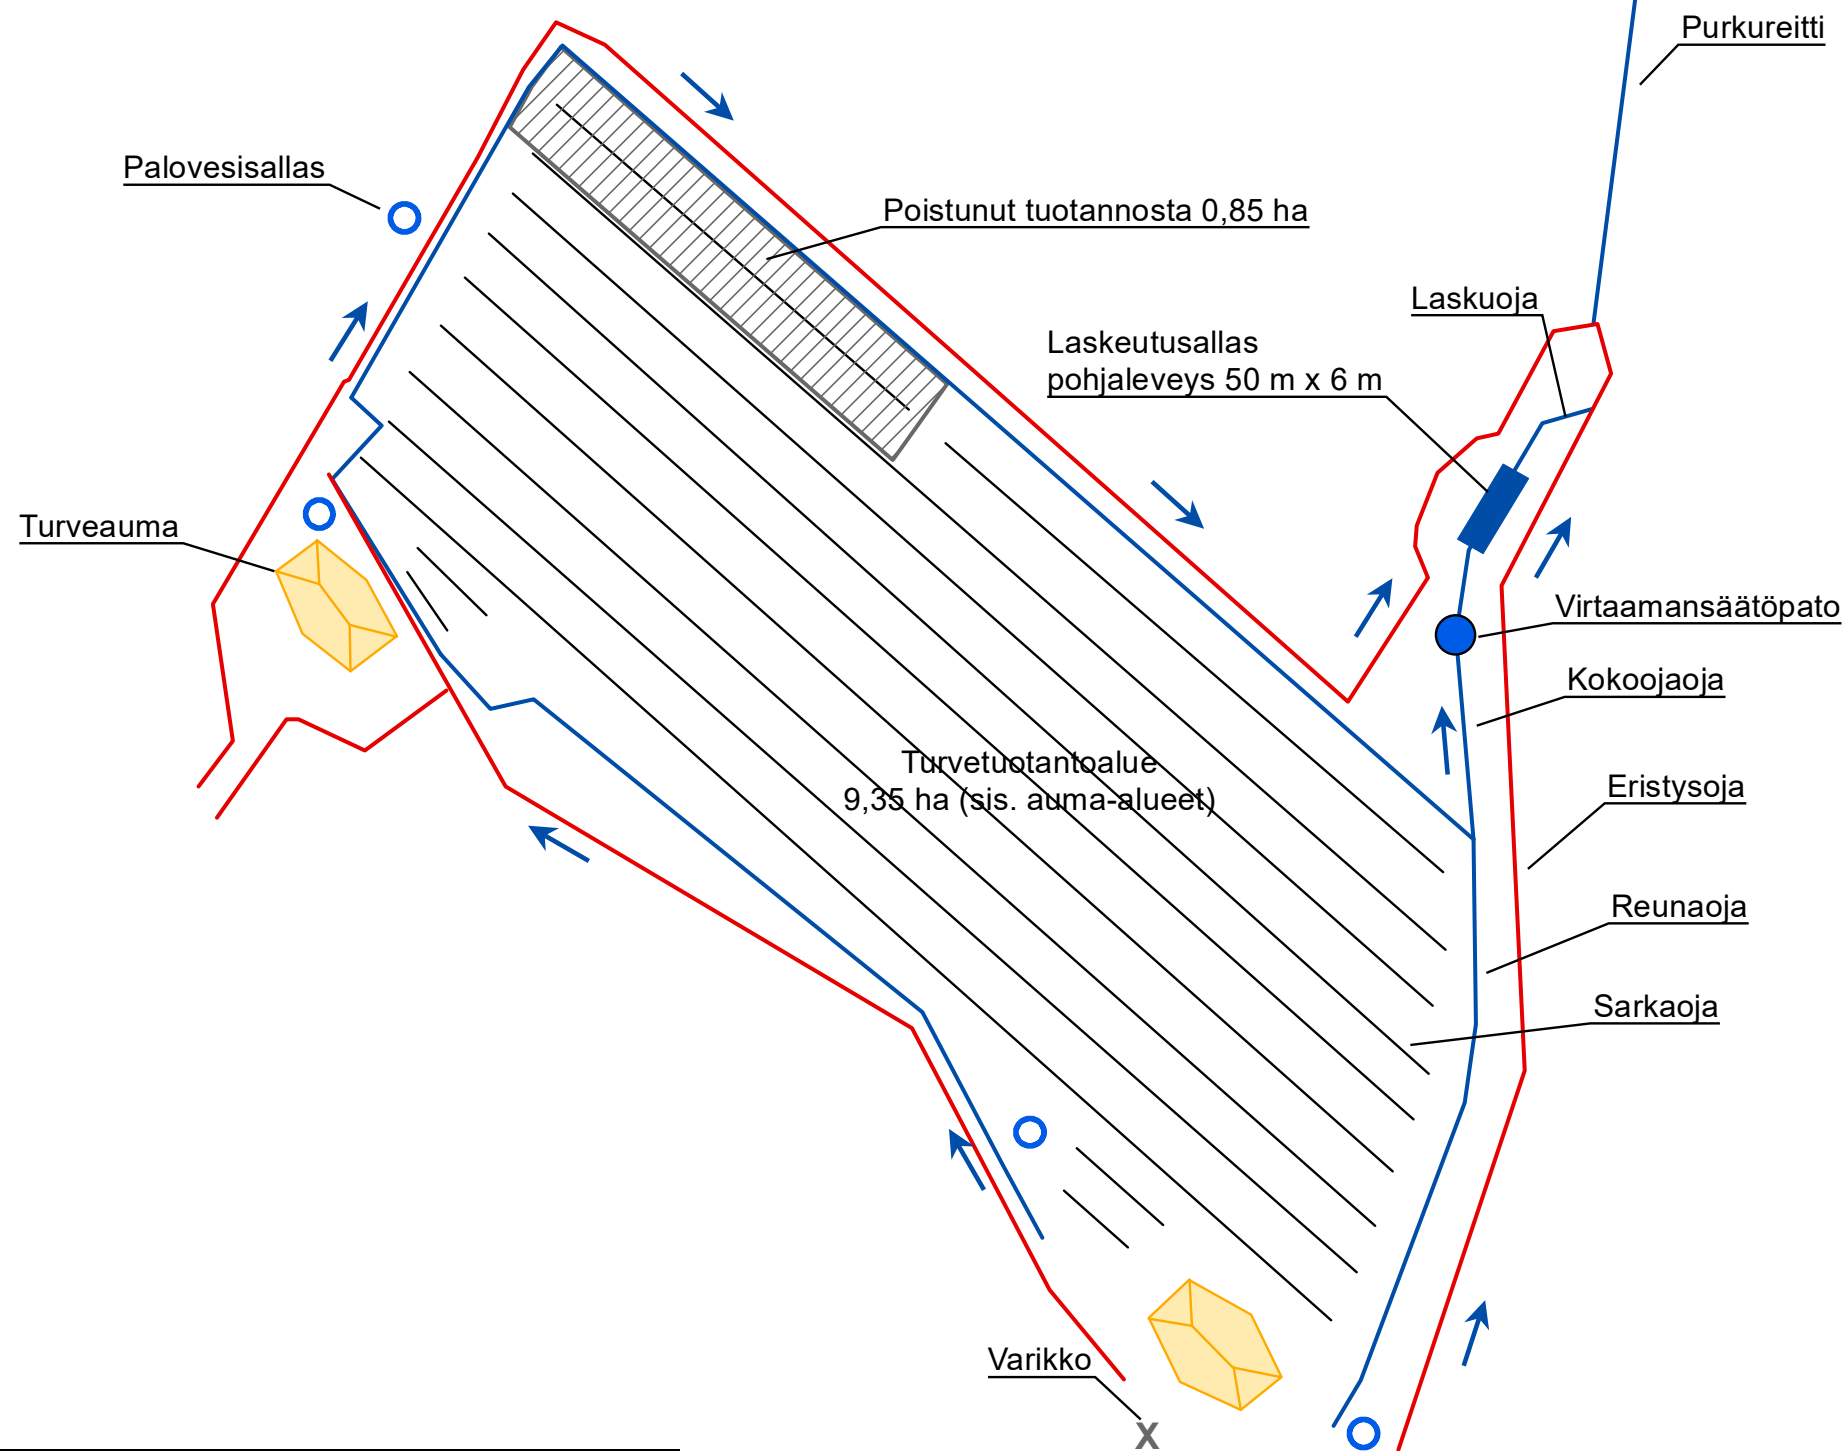 Purkureitti
Palovesisallas
Poistunut tuotannosta 0,85 ha
Laskuoja
Laskeutusallas
pohjaleveys 50 m x 6 m
Turveauma
Virtaamansäätöpato
Kokoojaoja
Turvetuotantoalue
9,35 ha (sis. auma-alueet)
Eristysoja
Reunaoja
Sarkaoja
Varikko
X